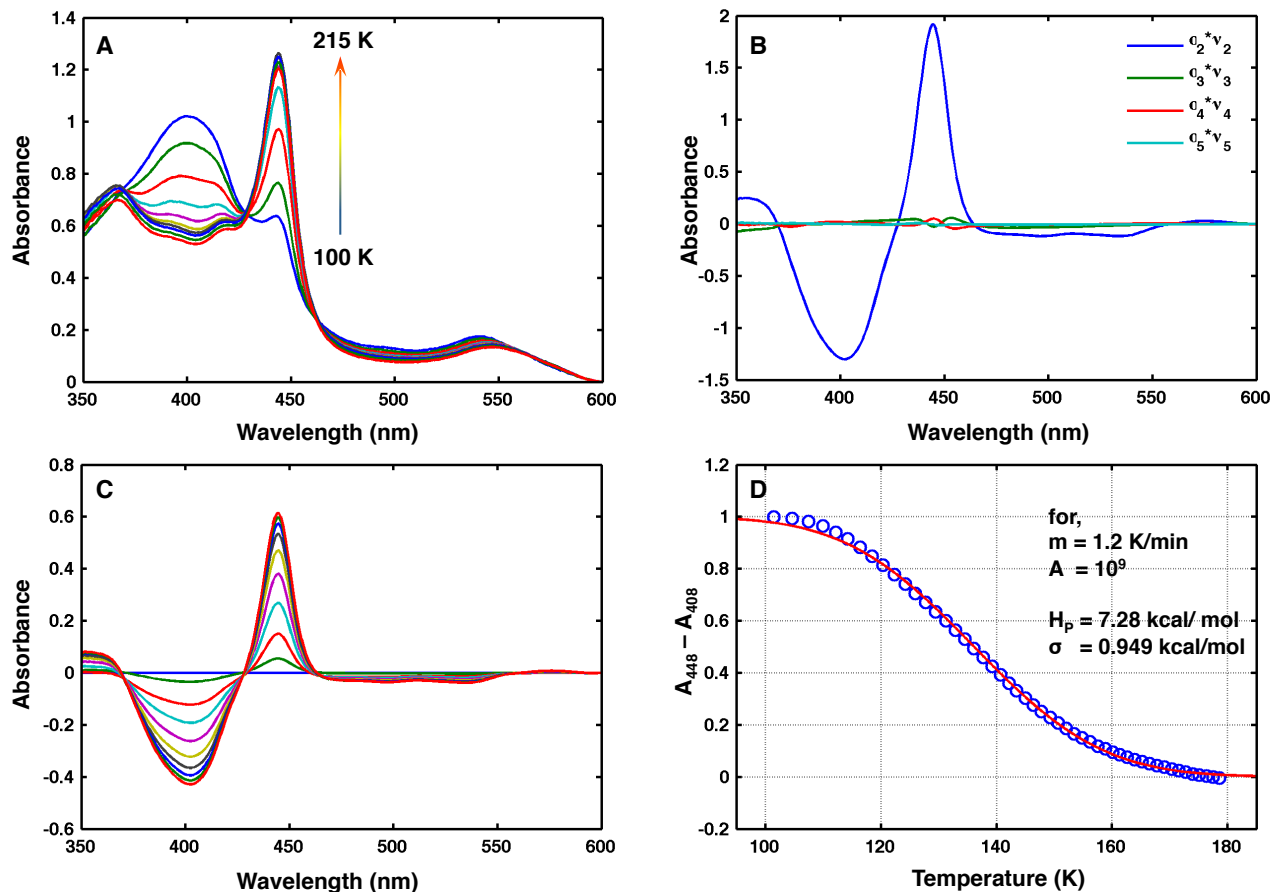 A
215 K
100 K
1.4
1.2
1
0.8
0.6
0.4
0.2
0
350 400 450 500 550 600
Absorbance
Wavelength (nm)
B
σ₂*ν₂
σ₃*ν₃
σ₄*ν₄
σ₅*ν₅
2
1.5
1
0.5
0
-0.5
-1
-1.5
350 400 450 500 550 600
Absorbance
Wavelength (nm)
C
0.8
0.6
0.4
0.2
0
-0.2
-0.4
-0.6
350 400 450 500 550 600
Absorbance
Wavelength (nm)
D
for,
m = 1.2 K/min
A = 10⁹
H_P = 7.28 kcal/ mol
σ = 0.949 kcal/mol
1.2
1
0.8
0.6
0.4
0.2
0
-0.2
100 120 140 160 180
A₄₄₈ – A₄₀₈
Temperature (K)